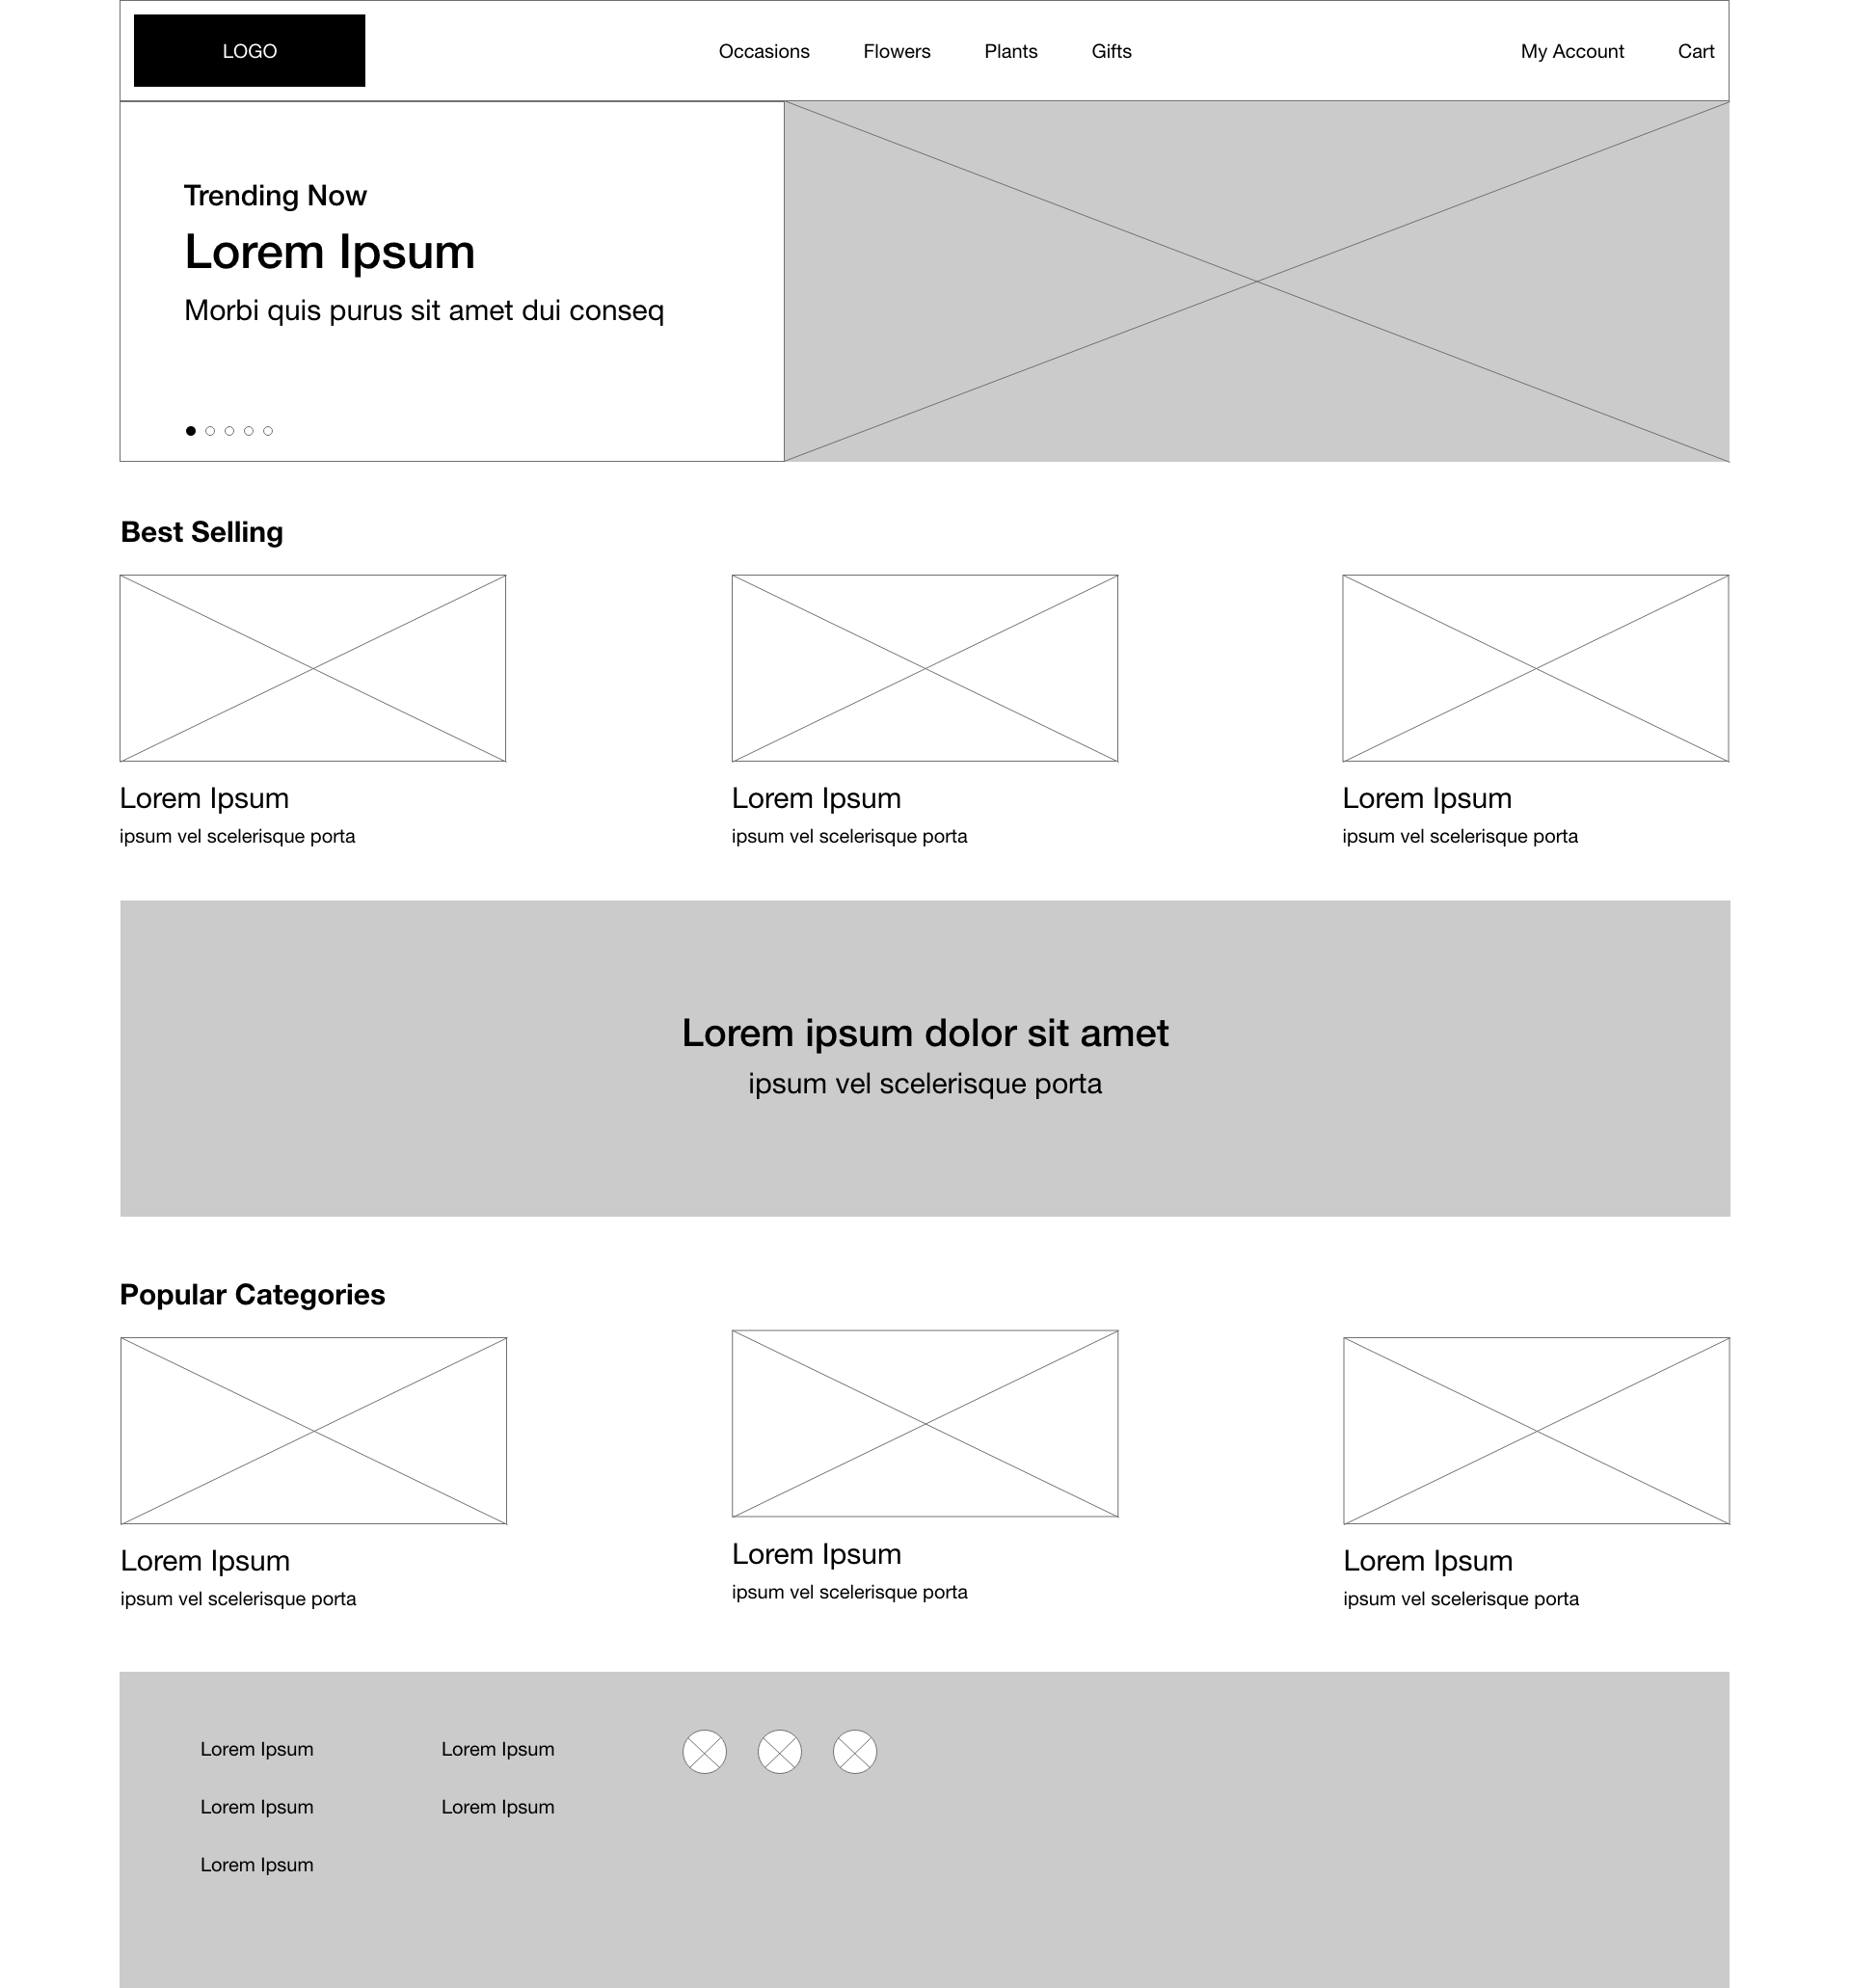 LOGO
Occasions
Flowers
Plants
Gifts
My Account
Cart
Trending Now
Lorem Ipsum
Morbi quis purus sit amet dui conseq
Best Selling
Lorem Ipsum
ipsum vel scelerisque porta
Lorem Ipsum
ipsum vel scelerisque porta
Lorem Ipsum
ipsum vel scelerisque porta
Lorem ipsum dolor sit amet
ipsum vel scelerisque porta
Popular Categories
Lorem Ipsum
ipsum vel scelerisque porta
Lorem Ipsum
ipsum vel scelerisque porta
Lorem Ipsum
ipsum vel scelerisque porta
Lorem Ipsum
Lorem Ipsum
Lorem Ipsum
Lorem Ipsum
Lorem Ipsum